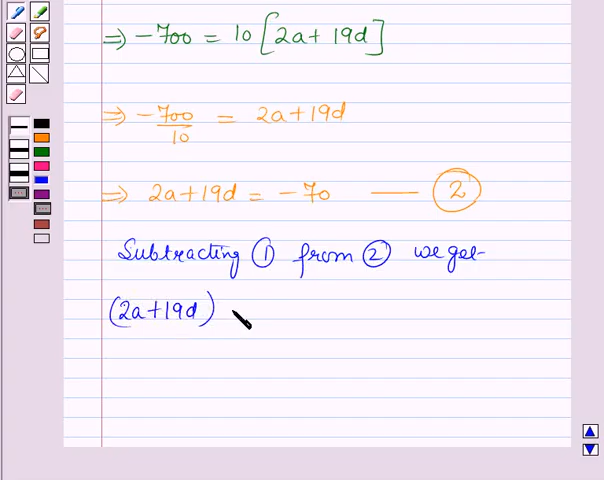 ⇒ -700 = 10 [2a + 19d]
⇒ -700/10 = 2a+19d
⇒ 2a+19d = -70 —— ②
Subtracting ① from ② we get
(2a+19d)